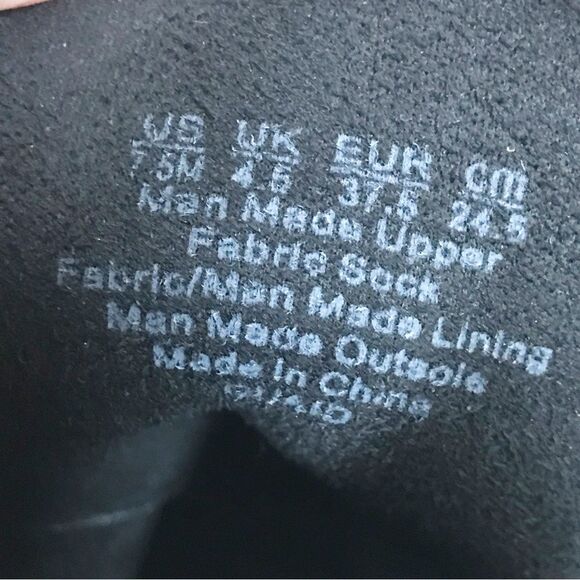 US UK EUR cm
7.5M 4.5 37.5 24.5
Man Made Upper
Fabric Sock
Fabric/Man Made Lining
Man Made Outsole
Made In China